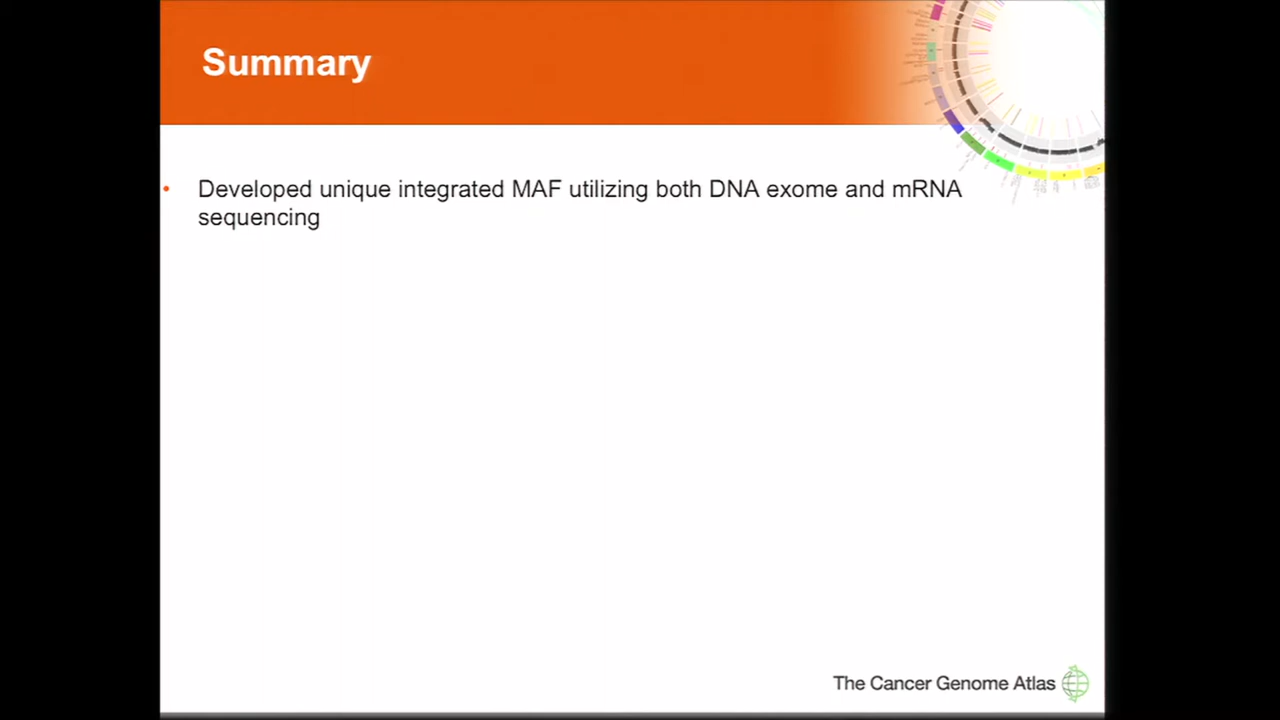 Summary
• Developed unique integrated MAF utilizing both DNA exome and mRNA
sequencing
The Cancer Genome Atlas